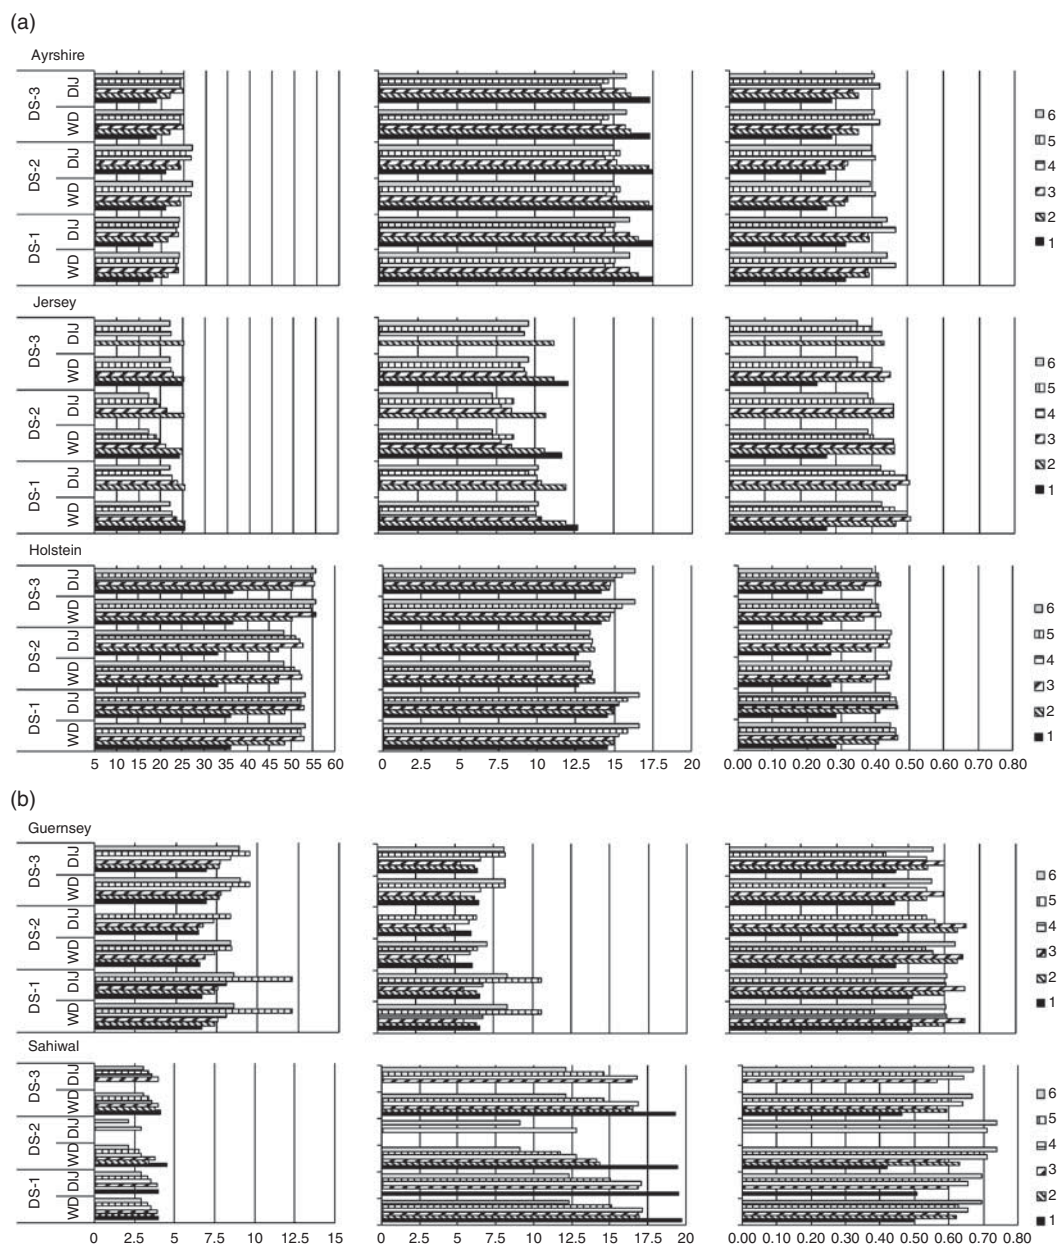 (a)
Ayrshire
DS-3
DIJ
WD
DS-2
DIJ
WD
DS-1
DIJ
WD
6
5
4
3
2
1
Jersey
DS-3
DIJ
WD
DS-2
DIJ
WD
DS-1
DIJ
WD
6
5
4
3
2
1
Holstein
DS-3
DIJ
WD
DS-2
DIJ
WD
DS-1
DIJ
WD
6
5
4
3
2
1
5 10 15 20 25 30 35 40 45 50 55 60
0 2.5 5 7.5 10 12.5 15 17.5 20
0.00 0.10 0.20 0.30 0.40 0.50 0.60 0.70 0.80
(b)
Guernsey
DS-3
DIJ
WD
DS-2
DIJ
WD
DS-1
DIJ
WD
6
5
4
3
2
1
Sahiwal
DS-3
DIJ
WD
DS-2
DIJ
WD
DS-1
DIJ
WD
6
5
4
3
2
1
0 2.5 5 7.5 10 12.5 15
0 2.5 5 7.5 10 12.5 15 17.5 20
0.00 0.10 0.20 0.30 0.40 0.50 0.60 0.70 0.80